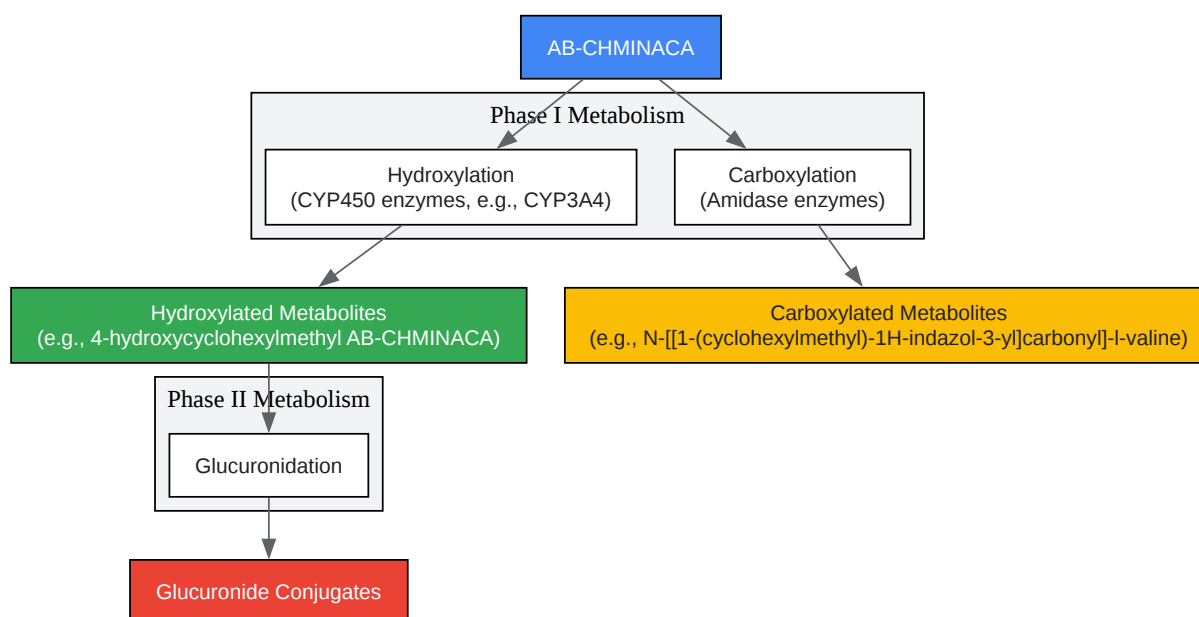 AB-CHMINACA
Phase I Metabolism
Hydroxylation
(CYP450 enzymes, e.g., CYP3A4)
Carboxylation
(Amidase enzymes)
Hydroxylated Metabolites
(e.g., 4-hydroxycyclohexylmethyl AB-CHMINACA)
Carboxylated Metabolites
(e.g., N-[[1-(cyclohexylmethyl)-1H-indazol-3-yl]carbonyl]-l-valine)
Phase II Metabolism
Glucuronidation
Glucuronide Conjugates